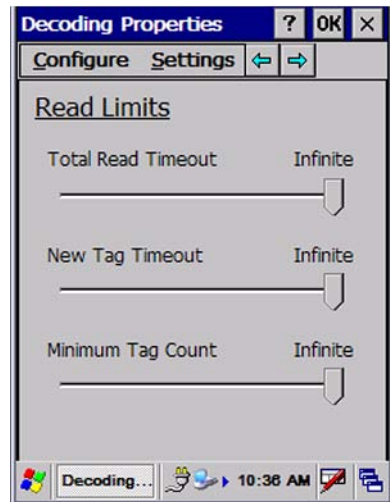 Decoding Properties ? OK ×
Configure Settings
Read Limits
Total Read Timeout Infinite
New Tag Timeout Infinite
Minimum Tag Count Infinite
Decoding... 10:36 AM